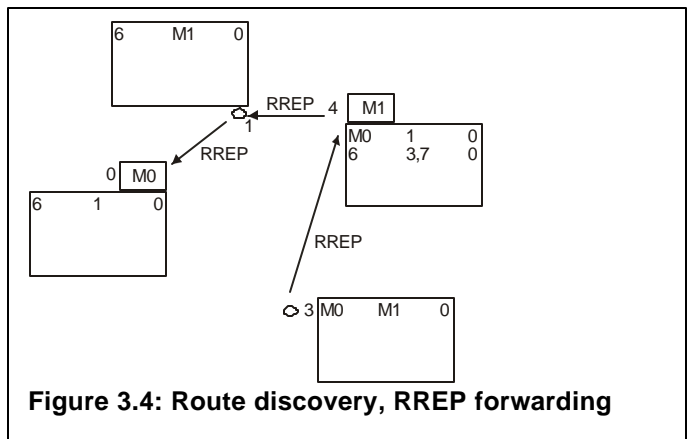 6 M1 0
RREP
4 M1
1
M0 1 0
6 3,7 0
RREP
0 M0
6 1 0
RREP
3 M0 M1 0
Figure 3.4: Route discovery, RREP forwarding